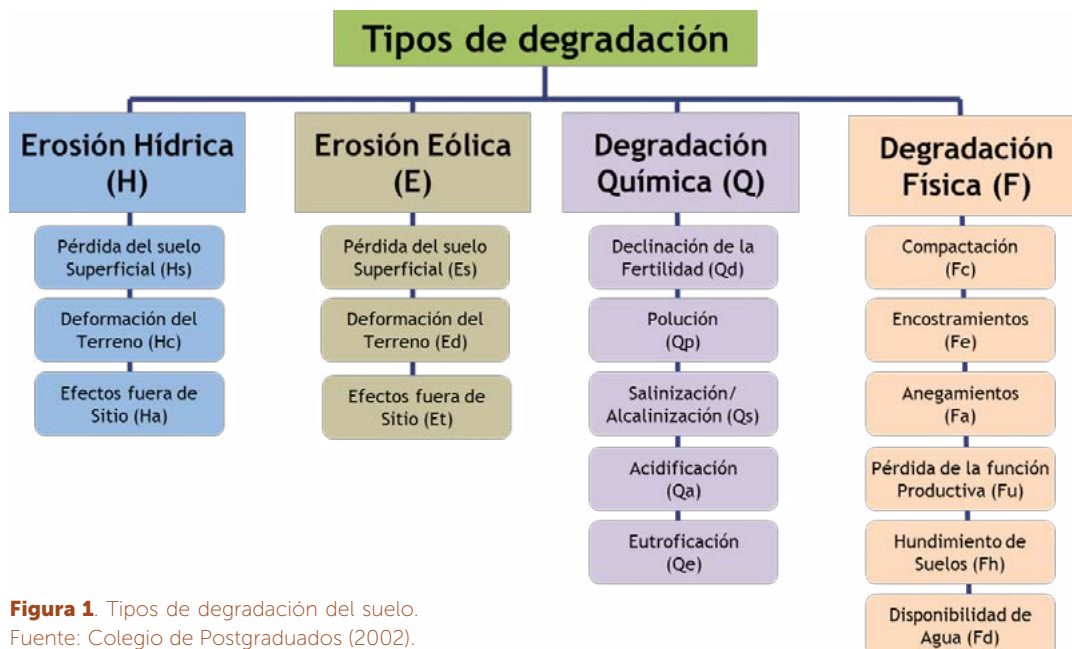 Tipos de degradación
Erosión Hídrica
(H)
Pérdida del suelo
Superficial (Hs)
Deformación del
Terreno (Hc)
Efectos fuera de
Sitio (Ha)
Erosión Eólica
(E)
Pérdida del suelo
Superficial (Es)
Deformación del
Terreno (Ed)
Efectos fuera de
Sitio (Et)
Degradación
Química (Q)
Declinación de la
Fertilidad (Qd)
Polución
(Qp)
Salinización/
Alcalinización (Qs)
Acidificación
(Qa)
Eutroficación
(Qe)
Degradación
Física (F)
Compactación
(Fc)
Encostramientos
(Fe)
Anegamientos
(Fa)
Pérdida de la función
Productiva (Fu)
Hundimiento de
Suelos (Fh)
Disponibilidad de
Agua (Fd)
Figura 1. Tipos de degradación del suelo.
Fuente: Colegio de Postgraduados (2002).